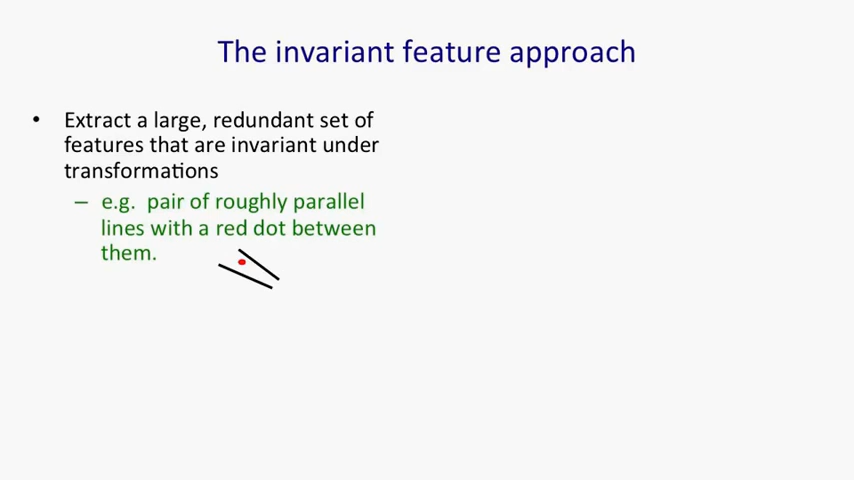 The invariant feature approach
• Extract a large, redundant set of
features that are invariant under
transformations
– e.g. pair of roughly parallel
lines with a red dot between
them.